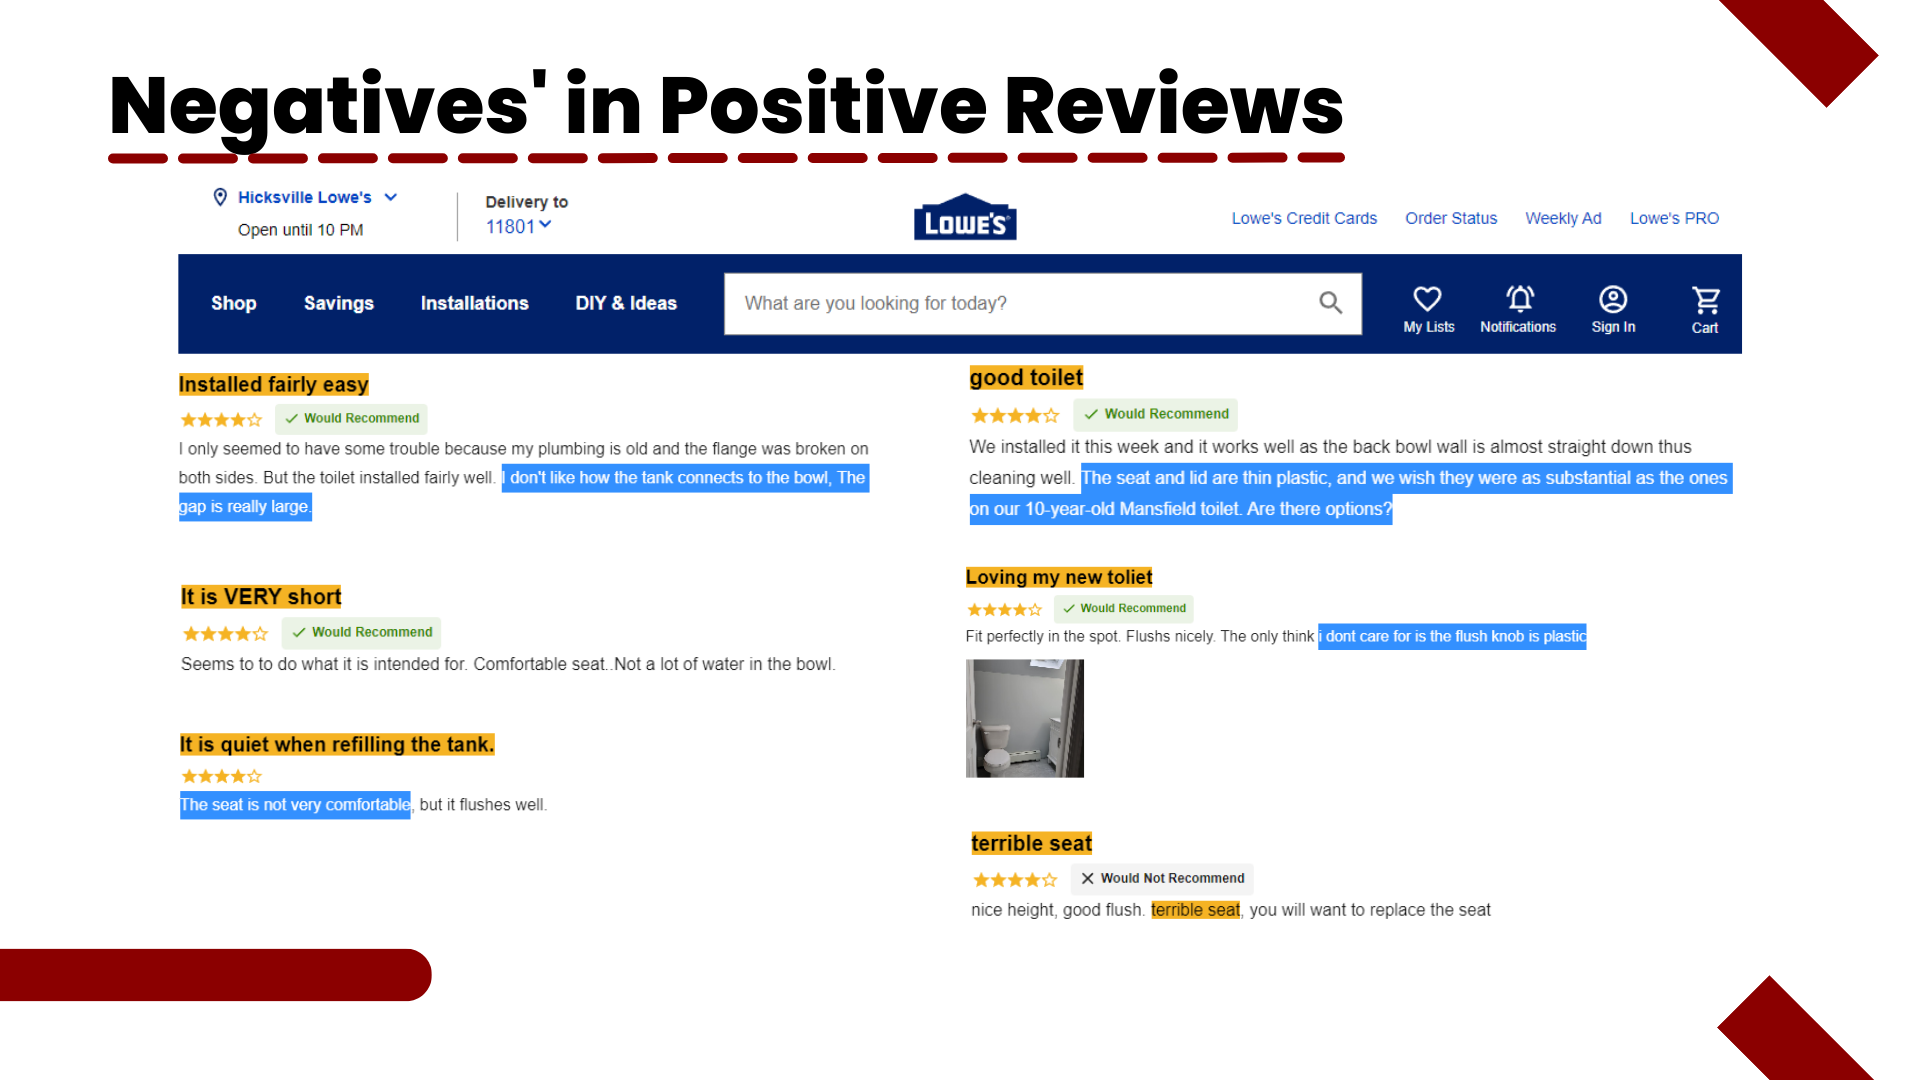 Negatives' in Positive Reviews
Hicksville Lowe's
Open until 10 PM
Delivery to
11801
LOWE'S
Lowe's Credit Cards
Order Status
Weekly Ad
Lowe's PRO
Shop
Savings
Installations
DIY & Ideas
What are you looking for today?
My Lists
Notifications
Sign In
Cart
Installed fairly easy
Would Recommend
I only seemed to have some trouble because my plumbing is old and the flange was broken on
both sides. But the toilet installed fairly well. I don't like how the tank connects to the bowl, The
gap is really large.
It is VERY short
Would Recommend
Seems to to do what it is intended for. Comfortable seat..Not a lot of water in the bowl.
It is quiet when refilling the tank.
The seat is not very comfortable, but it flushes well.
good toilet
Would Recommend
We installed it this week and it works well as the back bowl wall is almost straight down thus
cleaning well. The seat and lid are thin plastic, and we wish they were as substantial as the ones
on our 10-year-old Mansfield toilet. Are there options?
Loving my new toliet
Would Recommend
Fit perfectly in the spot. Flushs nicely. The only think i dont care for is the flush knob is plastic
terrible seat
Would Not Recommend
nice height, good flush. terrible seat, you will want to replace the seat